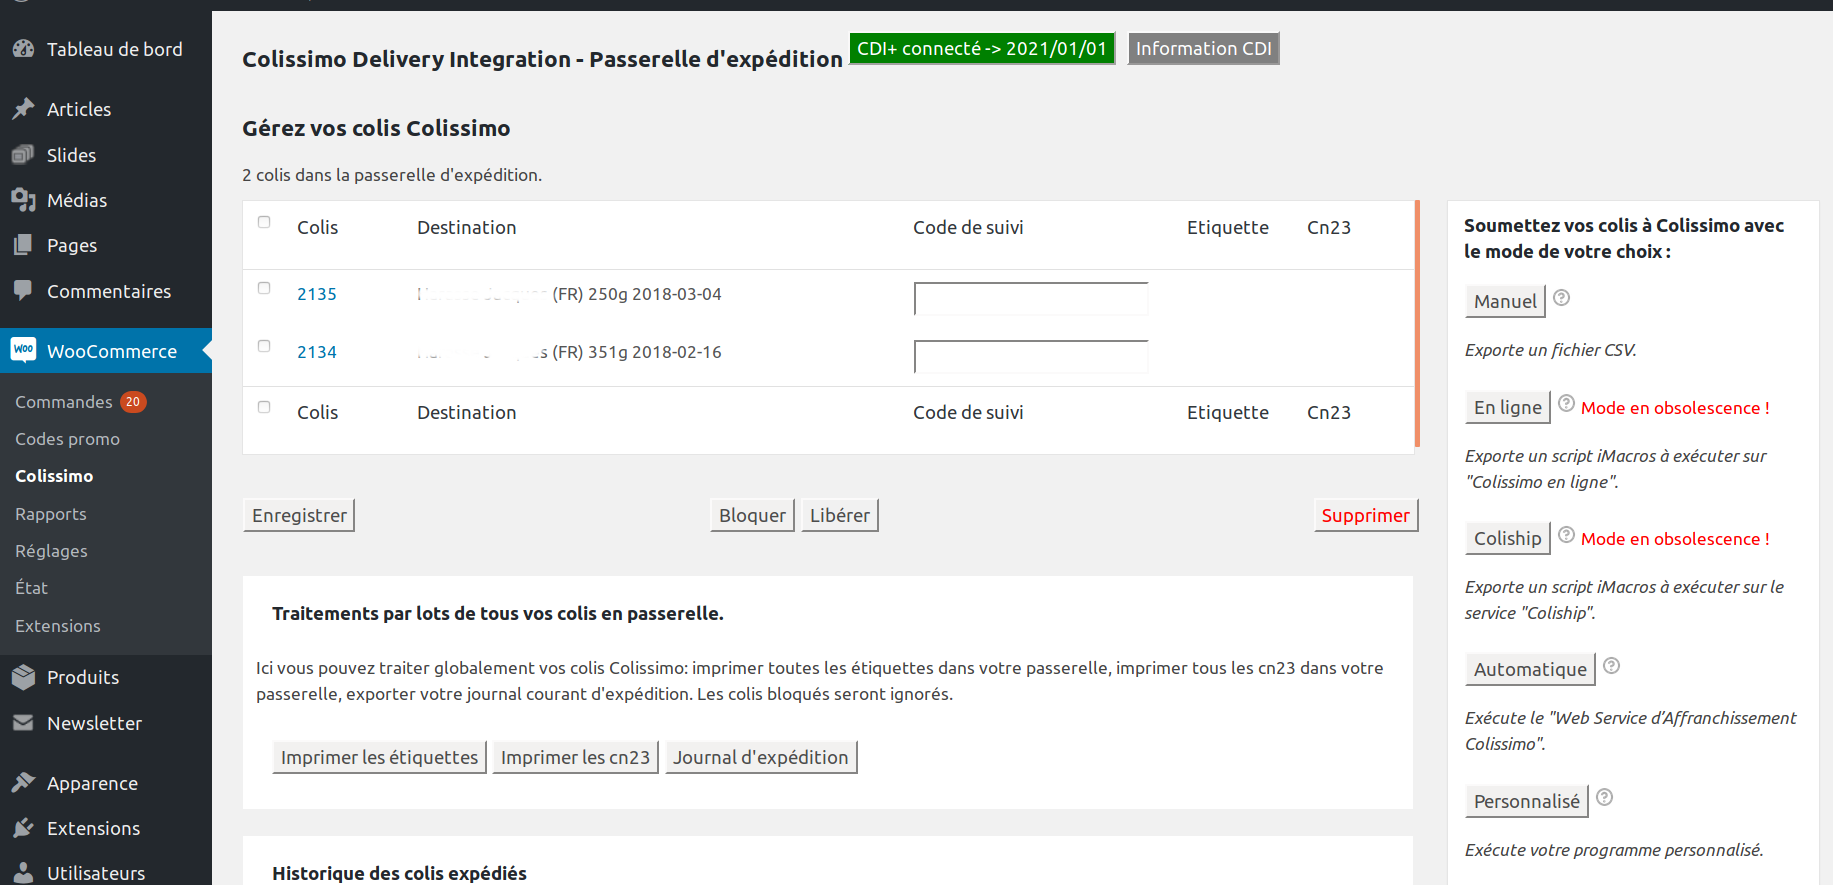 Tableau de bord
Articles
Slides
Médias
Pages
Commentaires
woo WooCommerce
Commandes 20
Codes promo
Colissimo
Rapports
Réglages
État
Extensions
Produits
Newsletter
Apparence
Extensions
Utilisateurs
Colissimo Delivery Integration - Passerelle d'expédition CDI+ connecté -> 2021/01/01 Information CDI
Gérez vos colis Colissimo
2 colis dans la passerelle d'expédition.
Colis Destination Code de suivi Etiquette Cn23
2135 (FR) 250g 2018-03-04
2134 (FR) 351g 2018-02-16
Colis Destination Code de suivi Etiquette Cn23
Enregistrer Bloquer Libérer Supprimer
Traitements par lots de tous vos colis en passerelle.
Ici vous pouvez traiter globalement vos colis Colissimo: imprimer toutes les étiquettes dans votre passerelle, imprimer tous les cn23 dans votre
passerelle, exporter votre journal courant d'expédition. Les colis bloqués seront ignorés.
Imprimer les étiquettes Imprimer les cn23 Journal d'expédition
Historique des colis expédiés
Soumettez vos colis à Colissimo avec
le mode de votre choix :
Manuel ?
Exporte un fichier CSV.
En ligne ? Mode en obsolescence !
Exporte un script iMacros à exécuter sur
"Colissimo en ligne".
Coliship ? Mode en obsolescence !
Exporte un script iMacros à exécuter sur le
service "Coliship".
Automatique ?
Exécute le "Web Service d’Affranchissement
Colissimo".
Personnalisé ?
Exécute votre programme personnalisé.